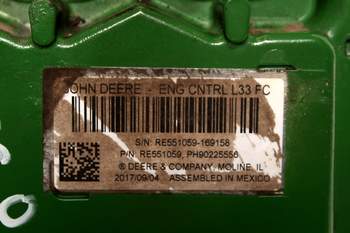 JOHN DEERE - ENG CNTRL L33 FC
S/N: RE551059-169158
P/N: RE551059, PH90225556
® DEERE & COMPANY, MOLINE, IL
2017/09/04 ASSEMBLED IN MEXICO